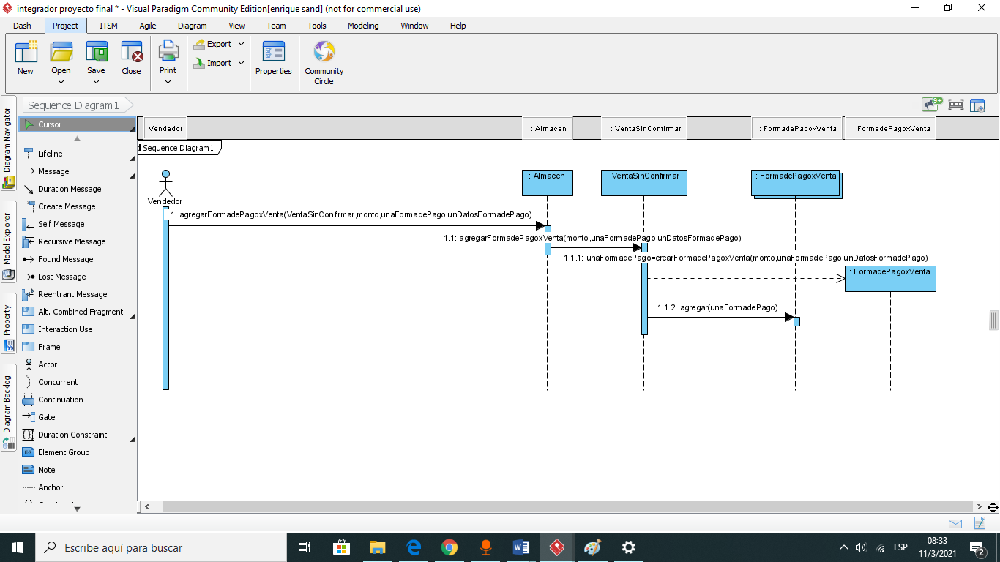 integrador proyecto final * - Visual Paradigm Community Edition[enrique sand] (not for commercial use)
Dash Project ITSM Agile Diagram View Team Tools Modeling Window Help
New Open Save Close Print Export Import Properties Community Circle
Sequence Diagram1
9+
Diagram Navigator
Model Explorer
Property
Diagram Backlog
Cursor
Lifeline
Message
Duration Message
Create Message
Self Message
Recursive Message
Found Message
Lost Message
Reentrant Message
Alt. Combined Fragment
Interaction Use
Frame
Actor
Concurrent
Continuation
Gate
Duration Constraint
EG Element Group
Note
Anchor
Vendedor : Almacen : VentaSinConfirmar : FormadePagoxVenta : FormadePagoxVenta
d Sequence Diagram1
: Almacen : VentaSinConfirmar : FormadePagoxVenta
Vendedor
1: agregarFormadePagoxVenta(VentaSinConfirmar,monto,unaFormadePago,unDatosFormadePago)
1.1: agregarFormadePagoxVenta(monto,unaFormadePago,unDatosFormadePago)
1.1.1: unaFormadePago=crearFormadePagoxVenta(monto,unaFormadePago,unDatosFormadePago)
: FormadePagoxVenta
1.1.2: agregar(unaFormadePago)
Escribe aquí para buscar
ESP
08:33
11/3/2021
2